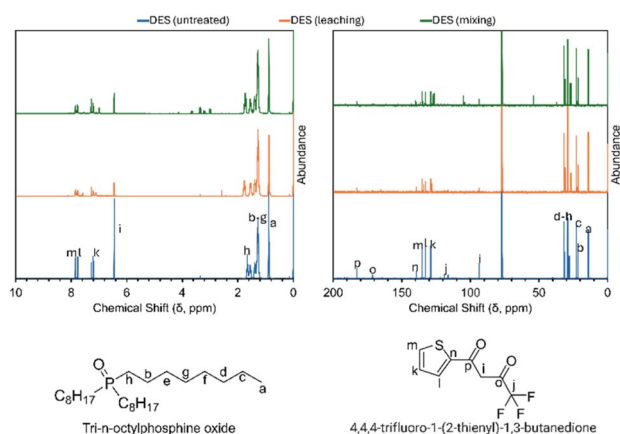 DES (untreated) DES (leaching) DES (mixing)
Abundance
Abundance
m l k i h b-g a
p o n m l k j i d-h c b a
10 8 6 4 2 0
200 150 100 50 0
Chemical Shift (δ, ppm)
Chemical Shift (δ, ppm)
O
P
C8H17
C8H17
h b e g f d c a
Tri-n-octylphosphine oxide
S O
m n p i O
k l o j F
F F
4,4,4-trifluoro-1-(2-thienyl)-1,3-butanedione